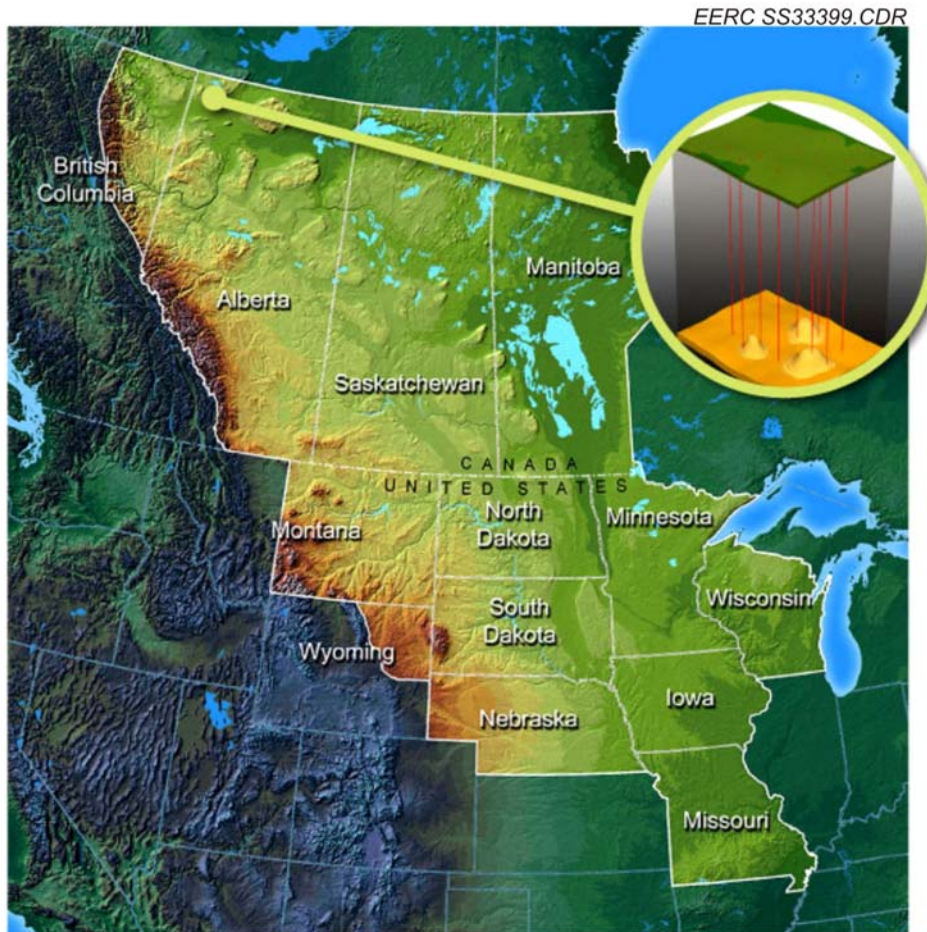 EERC SS33399.CDR
British
Columbia
Alberta
Manitoba
Saskatchewan
CANADA
UNITED STATES
Montana
North
Dakota
Minnesota
South
Dakota
Wisconsin
Wyoming
Nebraska
Iowa
Missouri